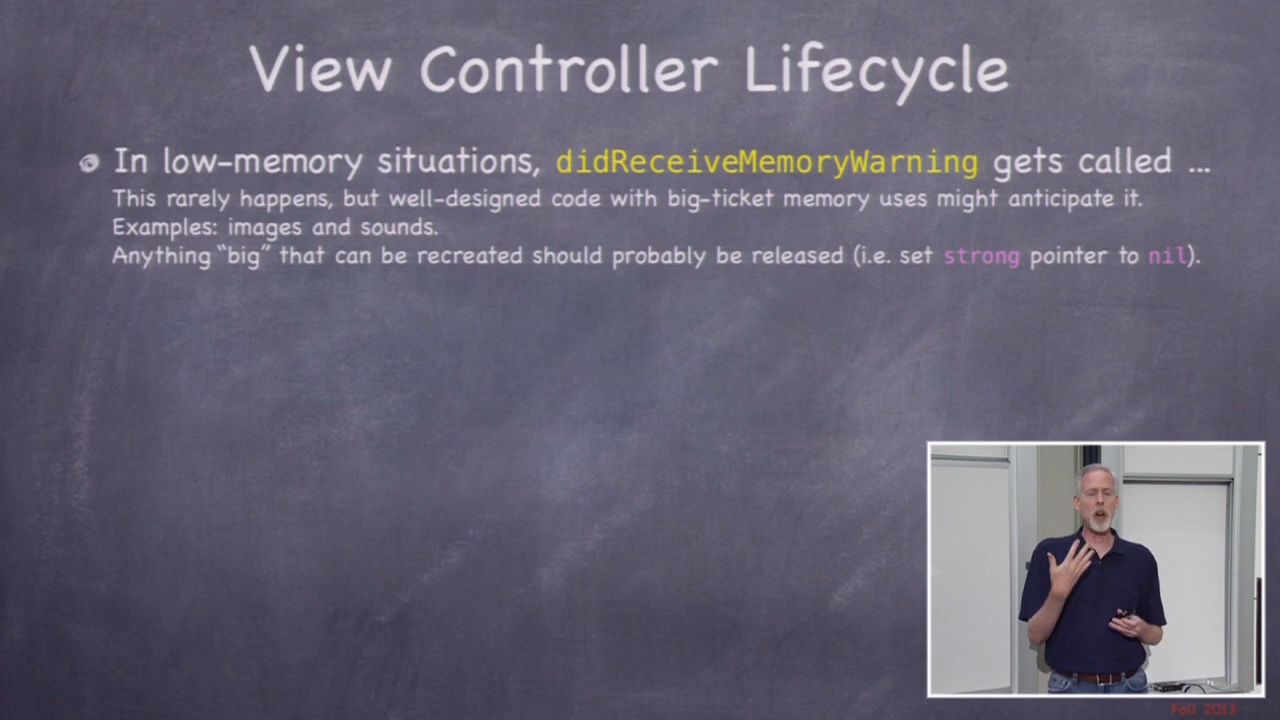 View Controller Lifecycle
In low-memory situations, didReceiveMemoryWarning gets called ...
This rarely happens, but well-designed code with big-ticket memory uses might anticipate it.
Examples: images and sounds.
Anything “big” that can be recreated should probably be released (i.e. set strong pointer to nil).
Fall 2013